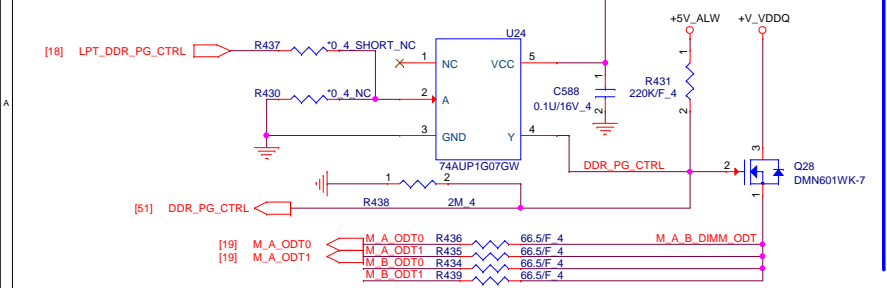 +5V_ALW +V_VDDQ
U24
[18] LPT_DDR_PG_CTRL R437 *0_4_SHORT_NC
1 NC VCC 5
1 R431 220K/F_4 2
1 C588 0.1U/16V_4 2
R430 *0_4_NC 2 A
A
3 GND Y 4
74AUP1G07GW
DDR_PG_CTRL 2 3 1 Q28
DMN601WK-7
1 2
[51] DDR_PG_CTRL R438 2M_4
[19] M_A_ODT0 M_A_ODT0 R436 66.5/F_4 M_A_B_DIMM_ODT
[19] M_A_ODT1 M_A_ODT1 R435 66.5/F_4
M_B_ODT0 R434 66.5/F_4
M_B_ODT1 R439 66.5/F_4